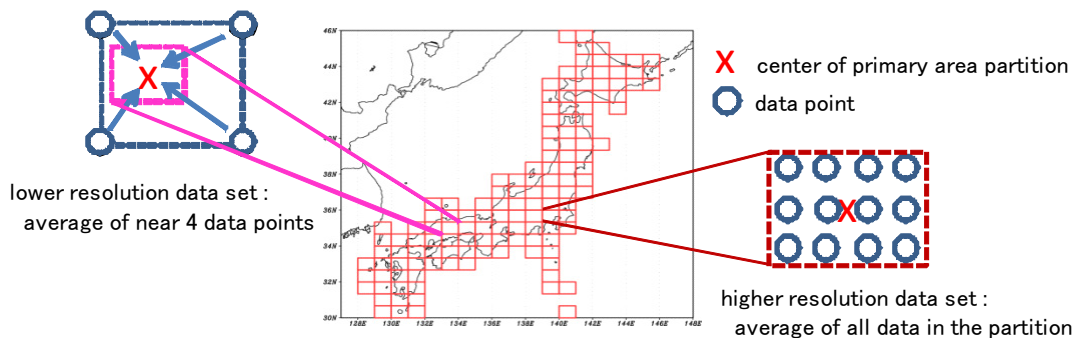 46N
44N
42N
40N
38N
36N
34N
32N
30N
128E 130E 132E 134E 136E 138E 140E 142E 144E 146E 148E
X
X center of primary area partition
data point
lower resolution data set :
average of near 4 data points
X
higher resolution data set :
average of all data in the partition